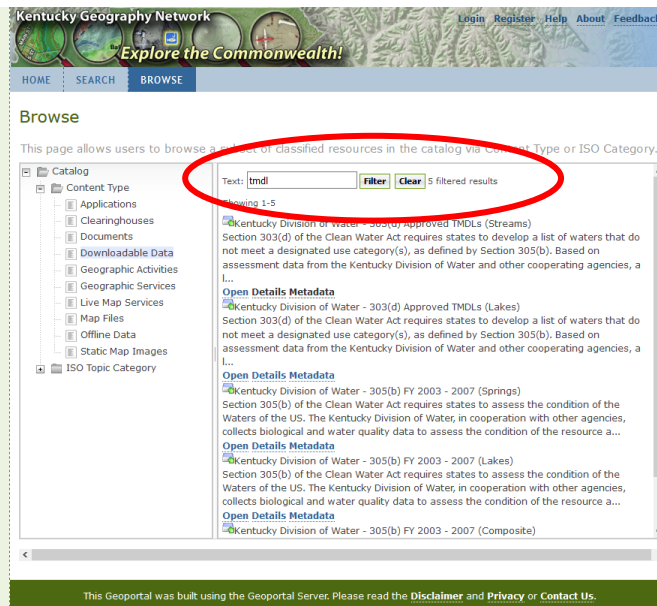 Kentucky Geography Network
Explore the Commonwealth!
Login Register Help About Feedback
HOME SEARCH BROWSE
Browse
This page allows users to browse a subset of classified resources in the catalog via Content Type or ISO Category.
Catalog
Content Type
Applications
Clearinghouses
Documents
Downloadable Data
Geographic Activities
Geographic Services
Live Map Services
Map Files
Offline Data
Static Map Images
ISO Topic Category
Text: tmdl Filter Clear 5 filtered results
Showing 1-5
Kentucky Division of Water - 303(d) Approved TMDLs (Streams)
Section 303(d) of the Clean Water Act requires states to develop a list of waters that do
not meet a designated use category(s), as defined by Section 305(b). Based on
assessment data from the Kentucky Division of Water and other cooperating agencies, a
l...
Open Details Metadata
Kentucky Division of Water - 303(d) Approved TMDLs (Lakes)
Section 303(d) of the Clean Water Act requires states to develop a list of waters that do
not meet a designated use category(s), as defined by Section 305(b). Based on
assessment data from the Kentucky Division of Water and other cooperating agencies, a
l...
Open Details Metadata
Kentucky Division of Water - 305(b) FY 2003 - 2007 (Springs)
Section 305(b) of the Clean Water Act requires states to assess the condition of the
Waters of the US. The Kentucky Division of Water, in cooperation with other agencies,
collects biological and water quality data to assess the condition of the resource a...
Open Details Metadata
Kentucky Division of Water - 305(b) FY 2003 - 2007 (Lakes)
Section 305(b) of the Clean Water Act requires states to assess the condition of the
Waters of the US. The Kentucky Division of Water, in cooperation with other agencies,
collects biological and water quality data to assess the condition of the resource a...
Open Details Metadata
Kentucky Division of Water - 305(b) FY 2003 - 2007 (Composite)
This Geoportal was built using the Geoportal Server. Please read the Disclaimer and Privacy or Contact Us.